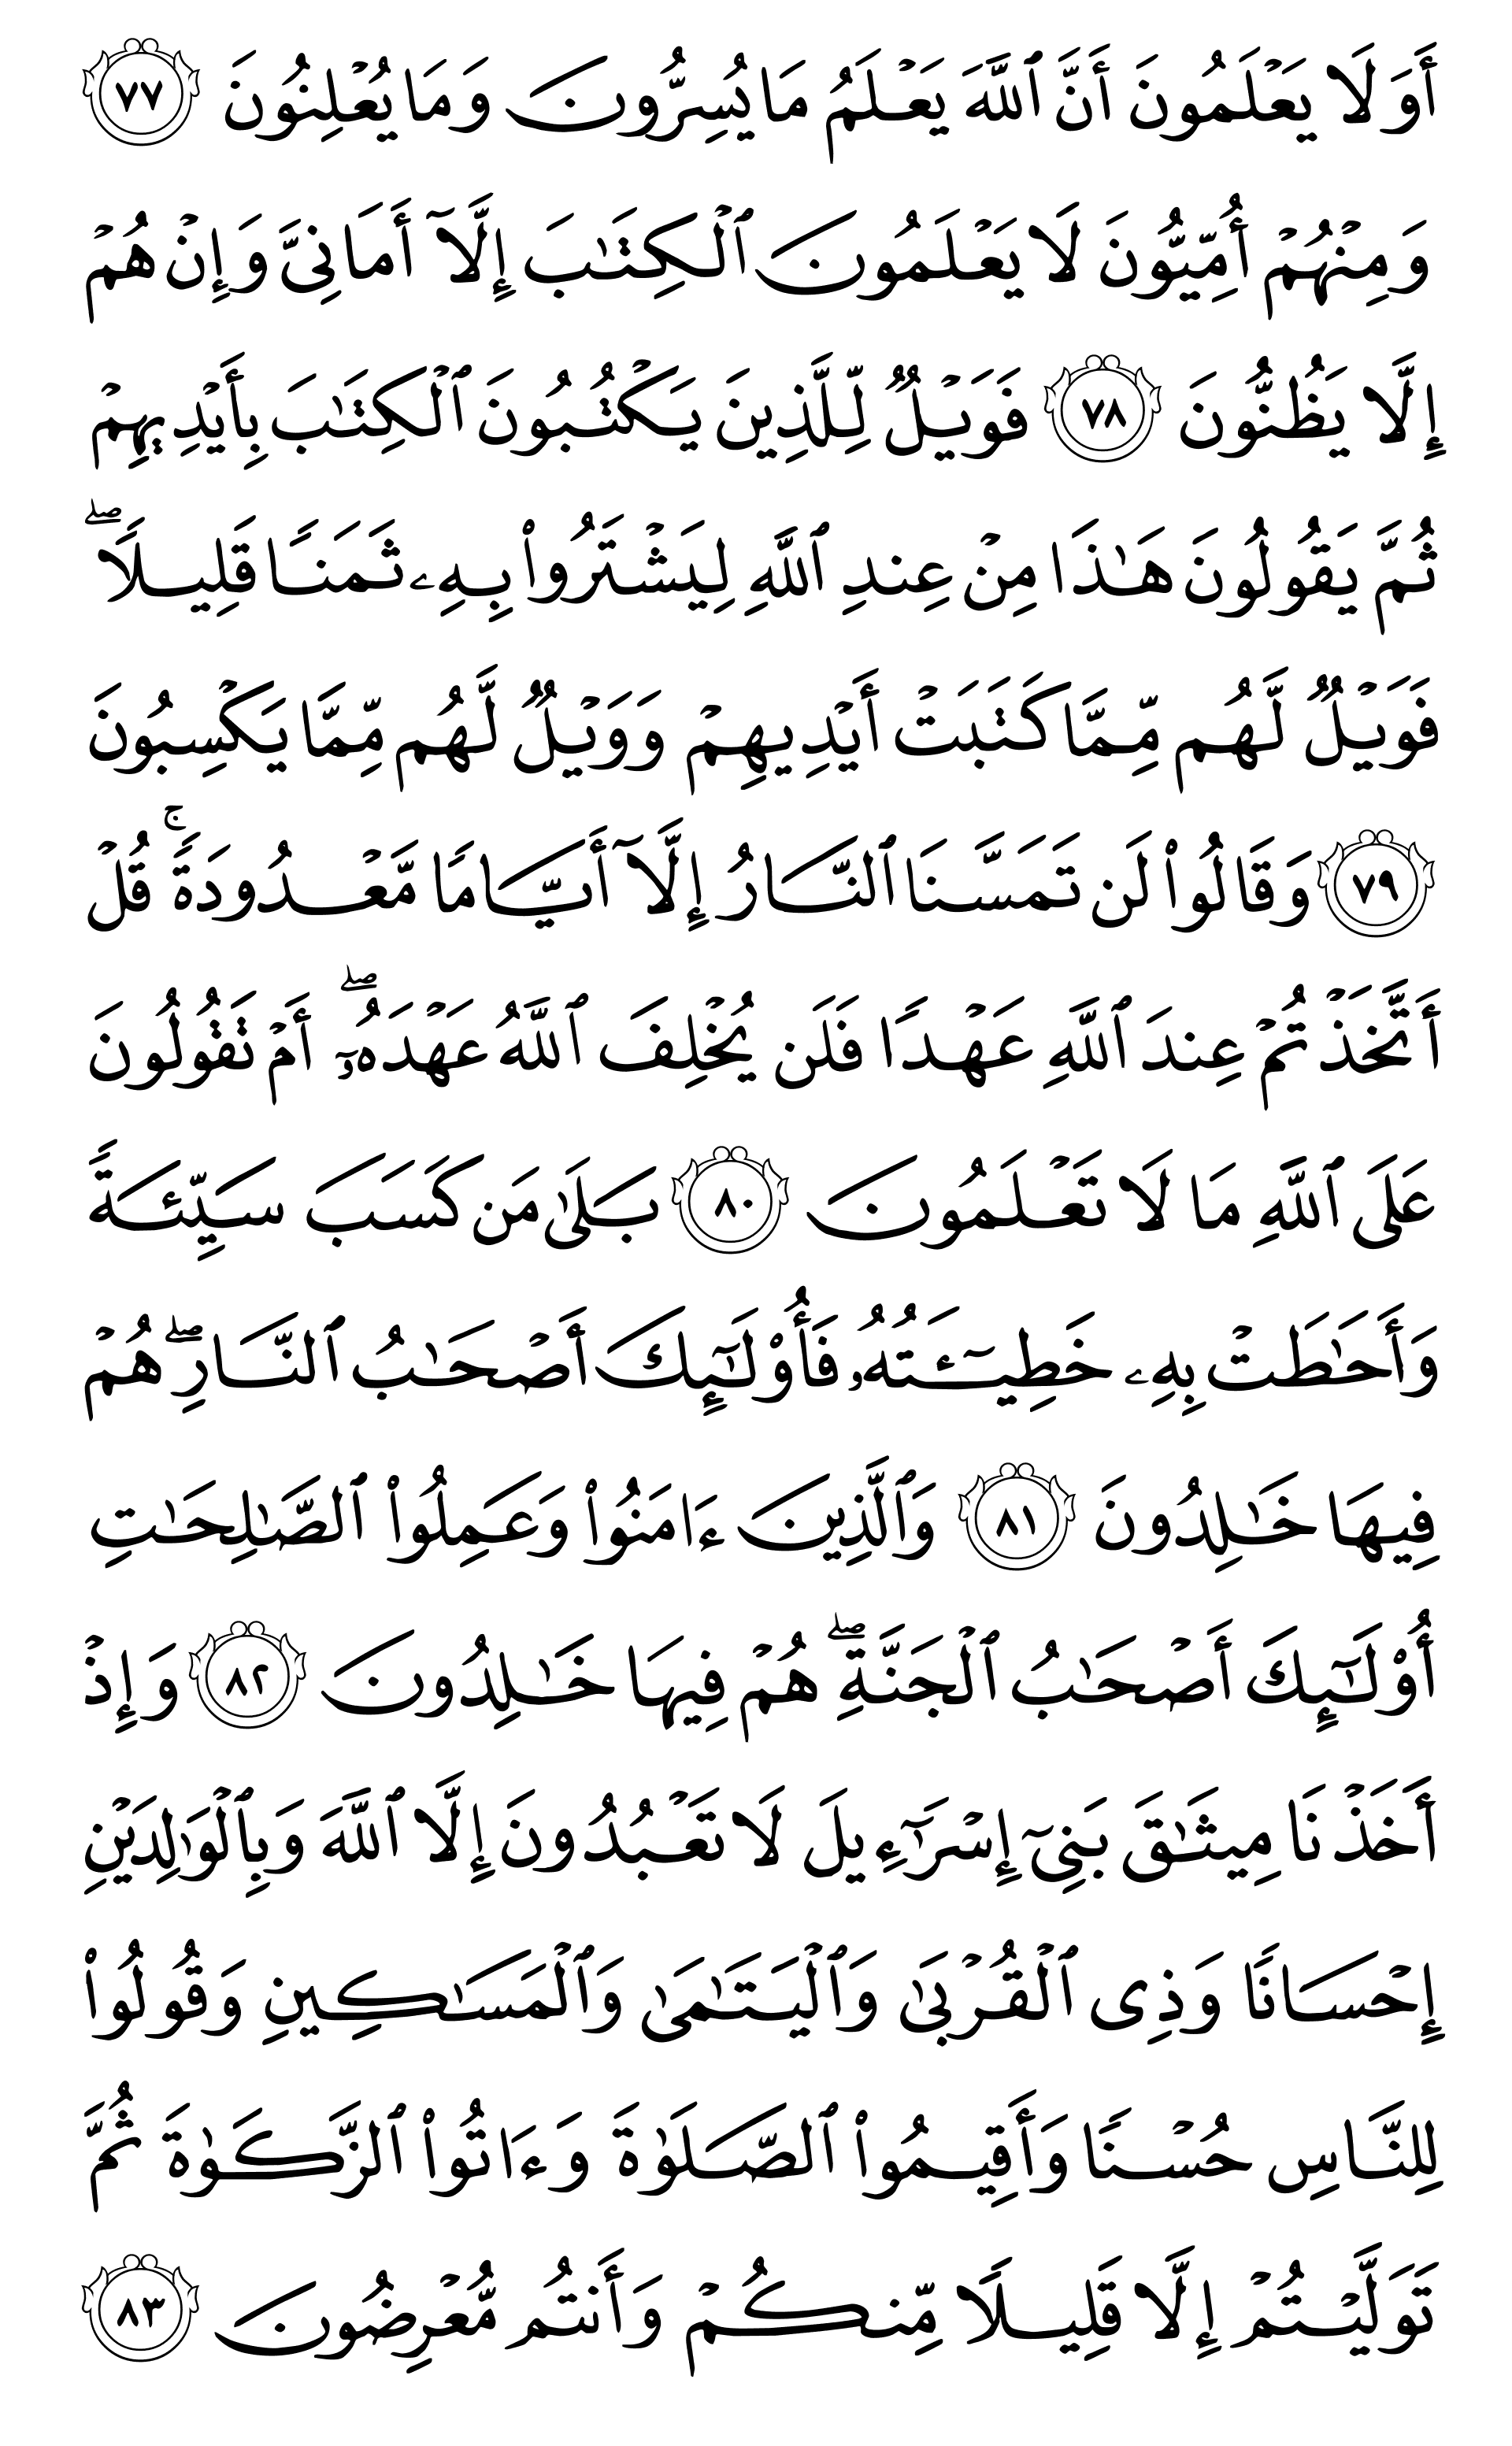 أَوَلَا يَعْلَمُونَ أَنَّ ٱللَّهَ يَعْلَمُ مَا يُسِرُّونَ وَمَا يُعْلِنُونَ ٧٧
وَمِنْهُمْ أُمِّيُّونَ لَا يَعْلَمُونَ ٱلْكِتَٰبَ إِلَّآ أَمَانِىَّ وَإِنْ هُمْ
إِلَّا يَظُنُّونَ ٧٨ فَوَيْلٌ لِّلَّذِينَ يَكْتُبُونَ ٱلْكِتَٰبَ بِأَيْدِيهِمْ
ثُمَّ يَقُولُونَ هَٰذَا مِنْ عِندِ ٱللَّهِ لِيَشْتَرُوا۟ بِهِۦ ثَمَنًا قَلِيلًا ۖ
فَوَيْلٌ لَّهُم مِّمَّا كَتَبَتْ أَيْدِيهِمْ وَوَيْلٌ لَّهُم مِّمَّا يَكْسِبُونَ
٧٩ وَقَالُوا۟ لَن تَمَسَّنَا ٱلنَّارُ إِلَّآ أَيَّامًا مَّعْدُودَةً ۚ قُلْ
أَتَّخَذْتُمْ عِندَ ٱللَّهِ عَهْدًا فَلَن يُخْلِفَ ٱللَّهُ عَهْدَهُۥٓ ۖ أَمْ تَقُولُونَ
عَلَى ٱللَّهِ مَا لَا تَعْلَمُونَ ٨٠ بَلَىٰ مَن كَسَبَ سَيِّئَةً
وَأَحَٰطَتْ بِهِۦ خَطِيٓـَٔتُهُۥ فَأُو۟لَٰٓئِكَ أَصْحَٰبُ ٱلنَّارِ ۖ هُمْ
فِيهَا خَٰلِدُونَ ٨١ وَٱلَّذِينَ ءَامَنُوا۟ وَعَمِلُوا۟ ٱلصَّٰلِحَٰتِ
أُو۟لَٰٓئِكَ أَصْحَٰبُ ٱلْجَنَّةِ ۖ هُمْ فِيهَا خَٰلِدُونَ ٨٢ وَإِذْ
أَخَذْنَا مِيثَٰقَ بَنِىٓ إِسْرَٰٓءِيلَ لَا تَعْبُدُونَ إِلَّا ٱللَّهَ وَبِٱلْوَٰلِدَيْنِ
إِحْسَانًا وَذِى ٱلْقُرْبَىٰ وَٱلْيَتَٰمَىٰ وَٱلْمَسَٰكِينِ وَقُولُوا۟
لِلنَّاسِ حُسْنًا وَأَقِيمُوا۟ ٱلصَّلَوٰةَ وَءَاتُوا۟ ٱلزَّكَوٰةَ ثُمَّ
تَوَلَّيْتُمْ إِلَّا قَلِيلًا مِّنكُمْ وَأَنتُم مُّعْرِضُونَ ٨٣